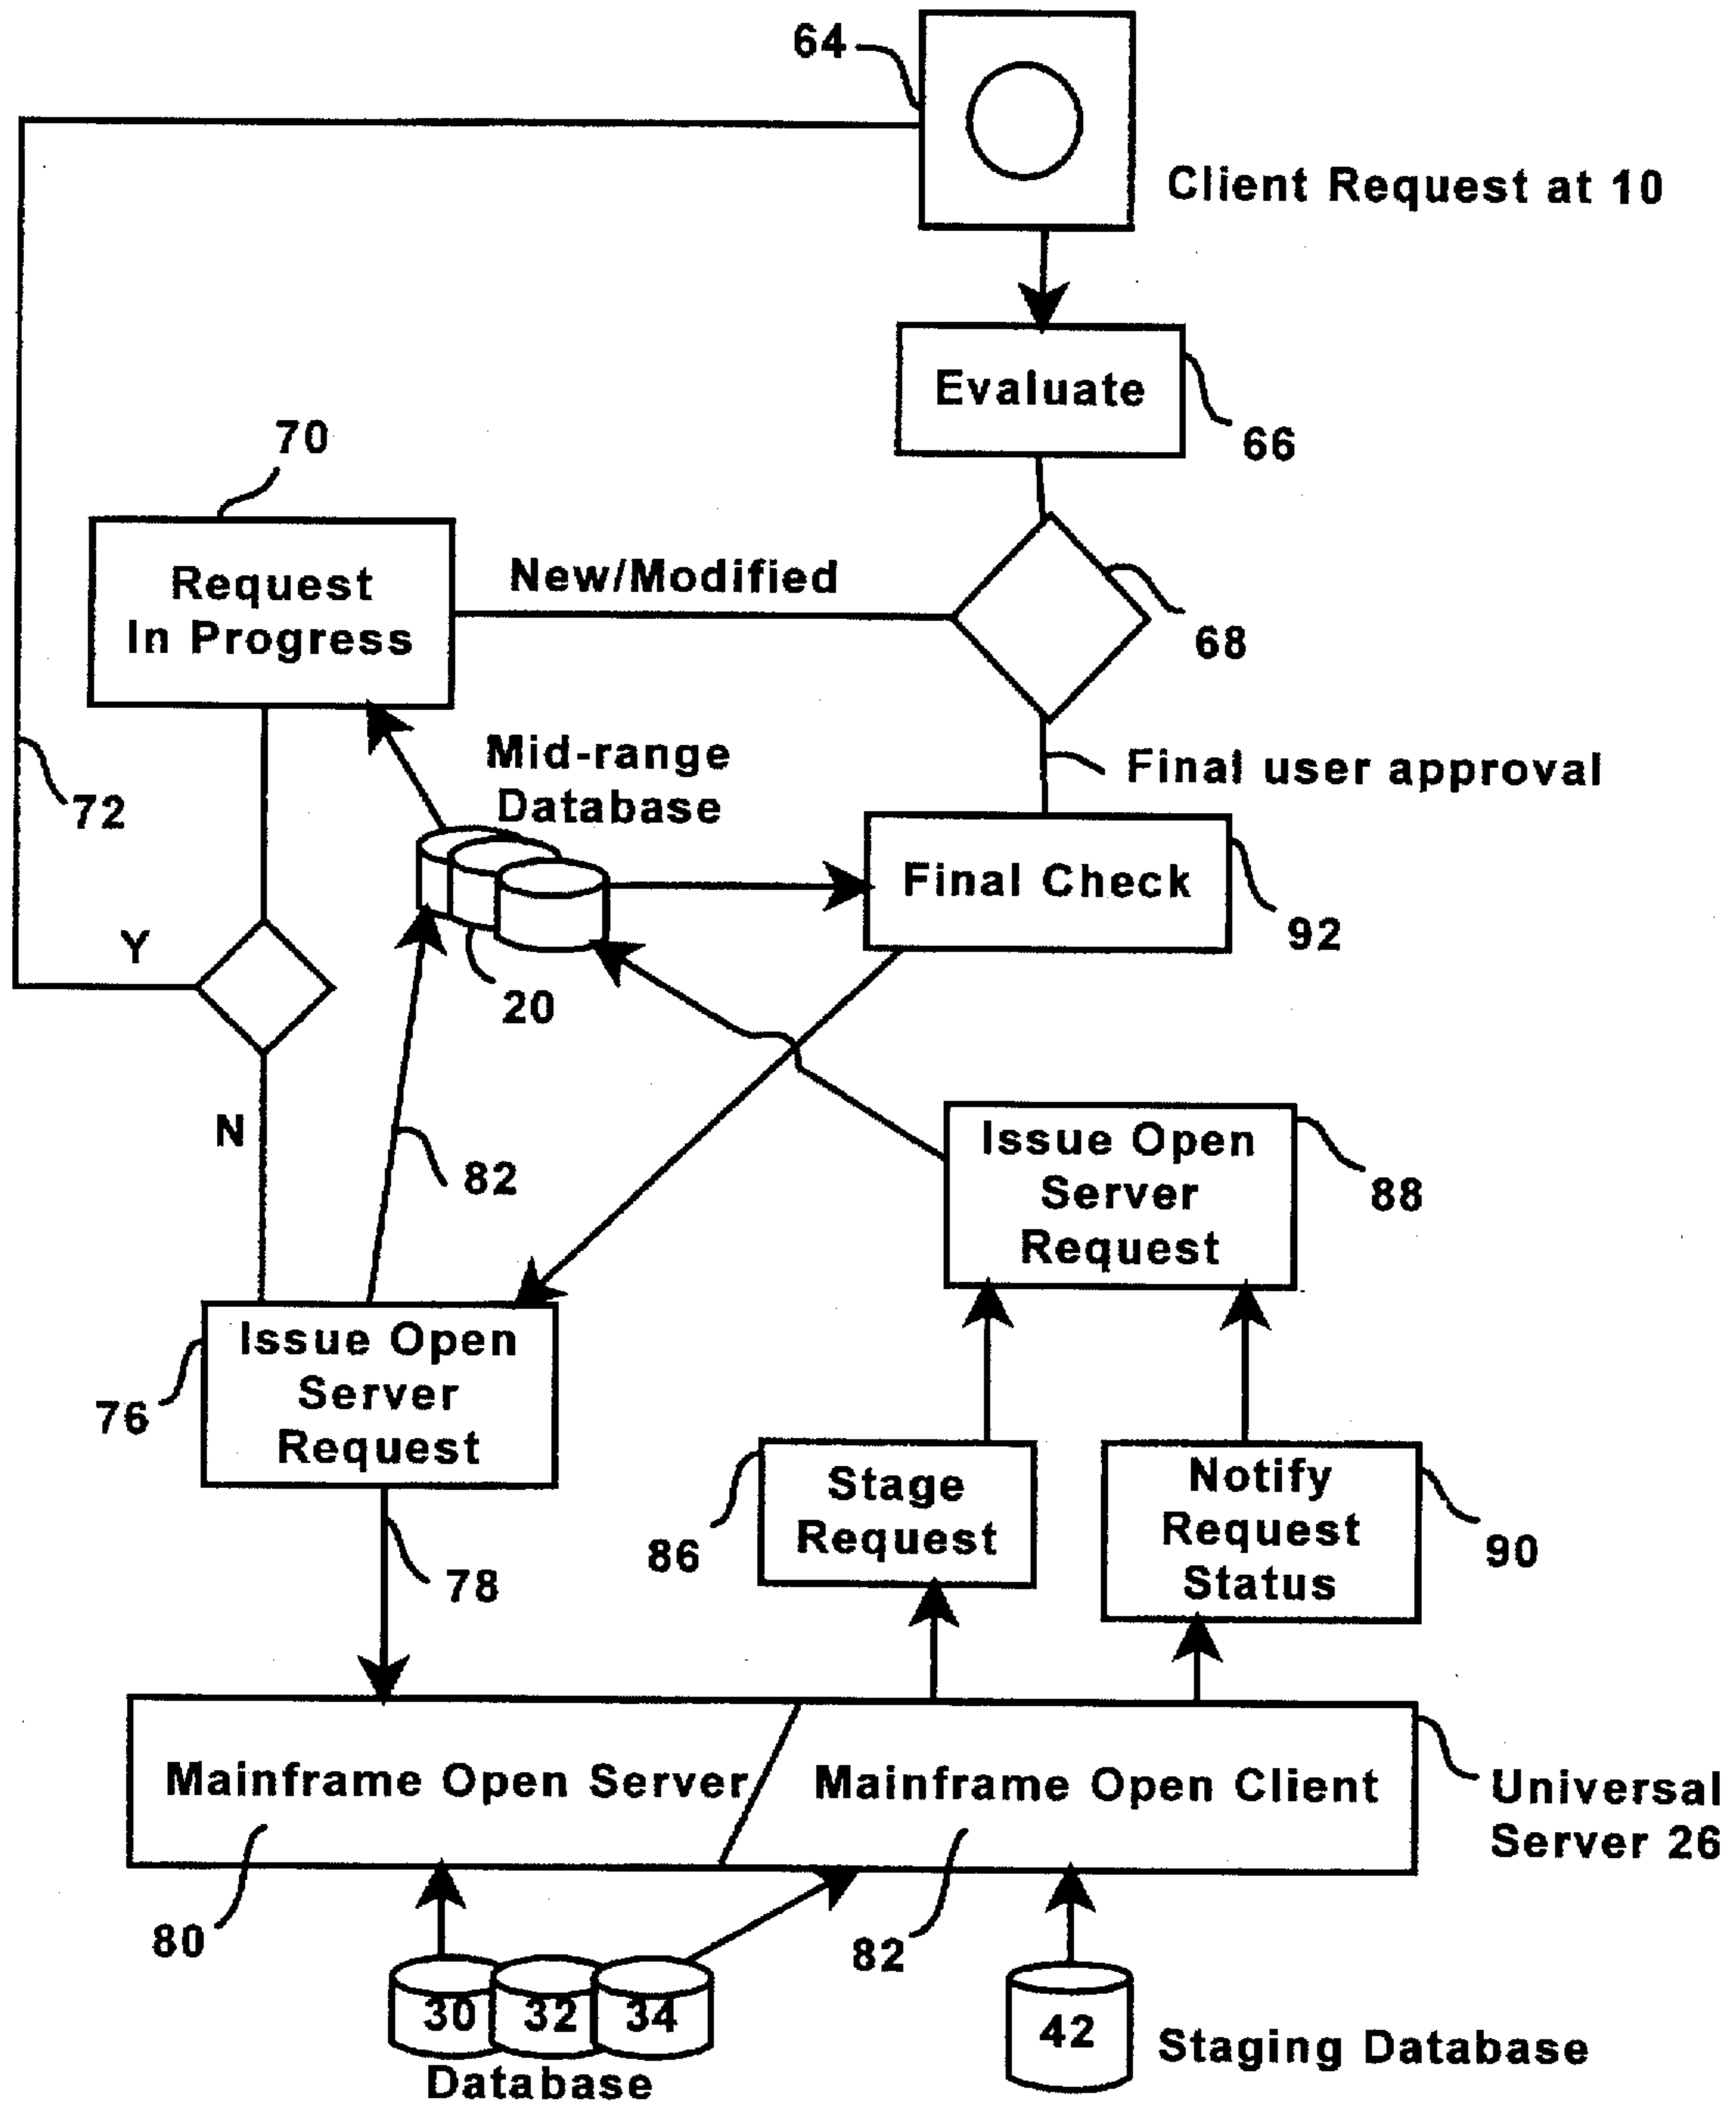 64
Client Request at 10
Evaluate
66
70
Request
In Progress
New/Modified
68
72
Mid-range
Database
Final user approval
Final Check
92
Y
20
N
82
Issue Open
Server
Request
88
Issue Open
Server
Request
76
78
Stage
Request
86
Notify
Request
Status
90
Mainframe Open Server
Mainframe Open Client
Universal
Server 26
80
82
30
32
34
Database
42
Staging Database